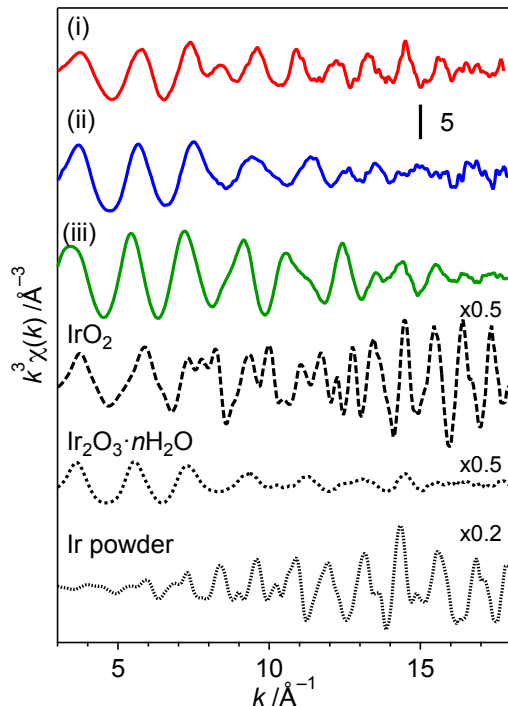 (i)
5
(ii)
(iii)
x0.5
IrO₂
Ir₂O₃·nH₂O
x0.5
Ir powder
x0.2
k³χ(k) /Å⁻³
5 10 15
k /Å⁻¹